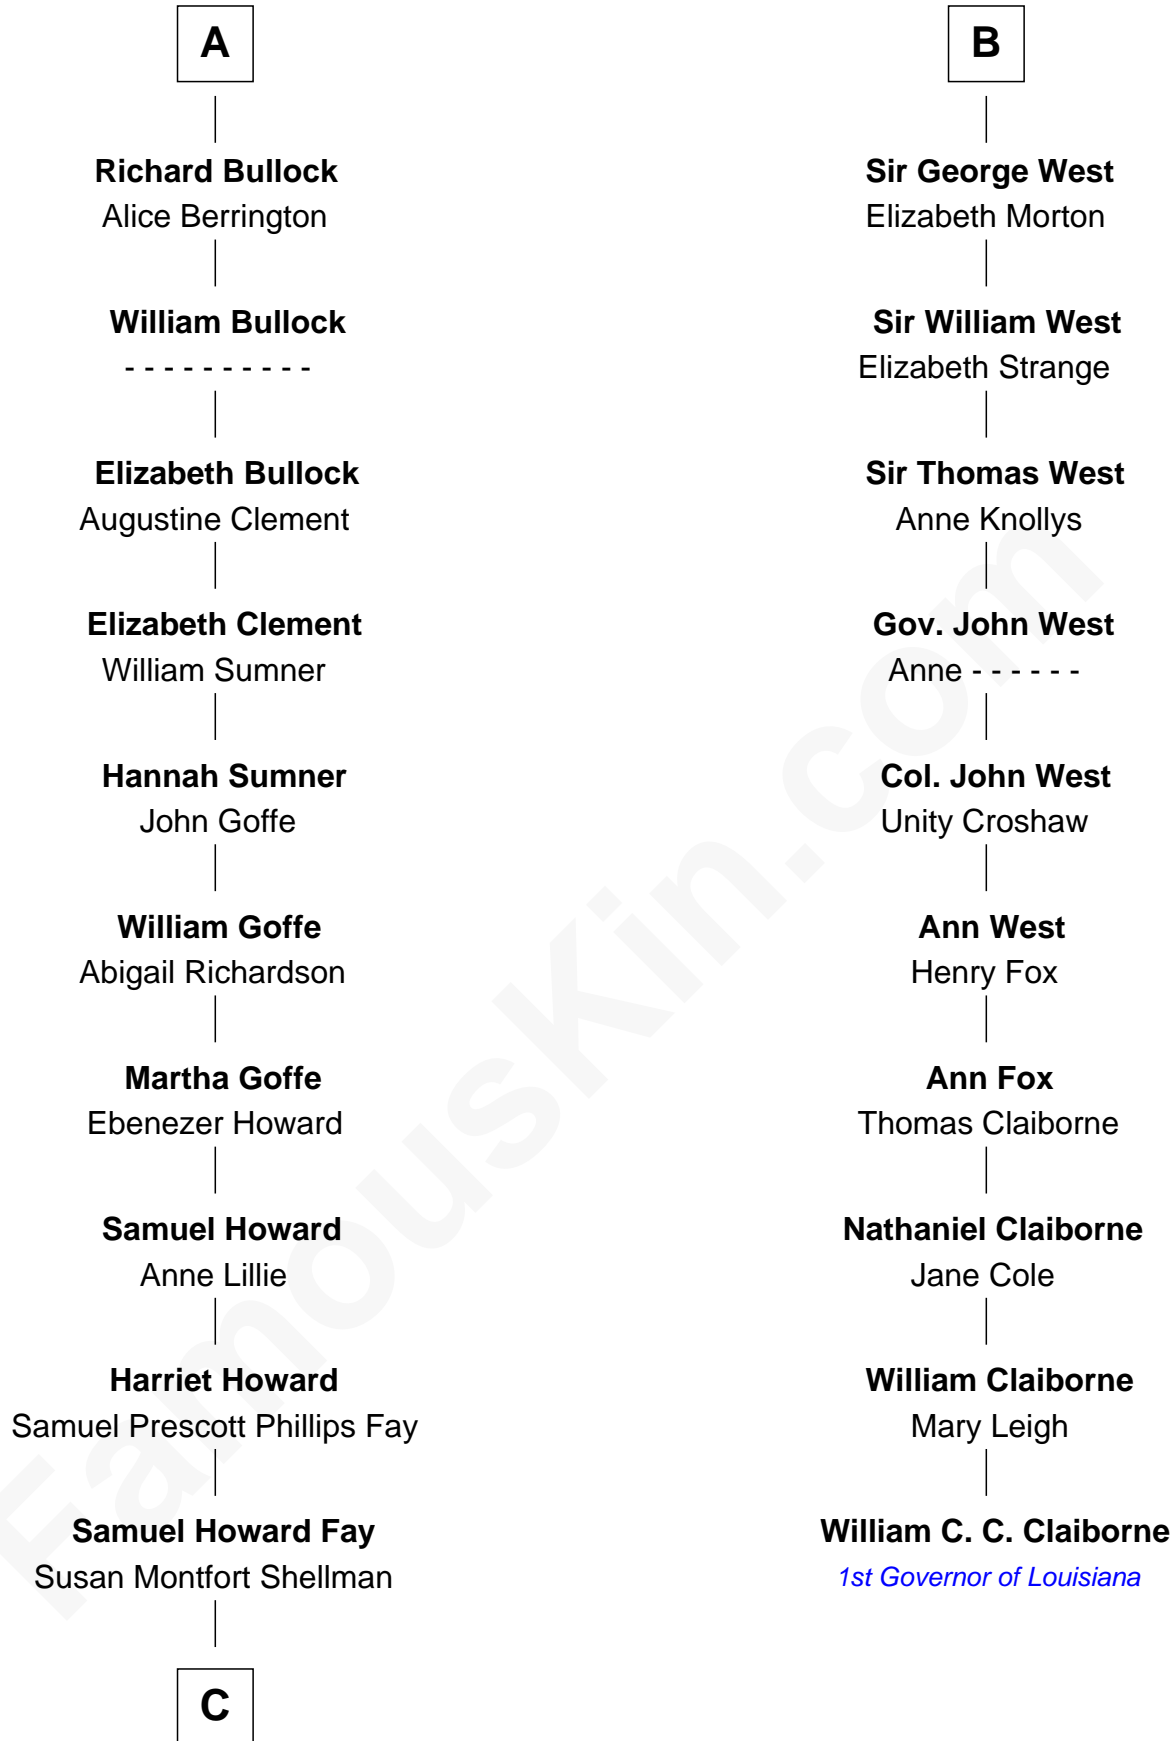 A
Richard Bullock
Alice Berrington
William Bullock
- - - - - - - - - -
Elizabeth Bullock
Augustine Clement
Elizabeth Clement
William Sumner
Hannah Sumner
John Goffe
William Goffe
Abigail Richardson
Martha Goffe
Ebenezer Howard
Samuel Howard
Anne Lillie
Harriet Howard
Samuel Prescott Phillips Fay
Samuel Howard Fay
Susan Montfort Shellman
C
B
Sir George West
Elizabeth Morton
Sir William West
Elizabeth Strange
Sir Thomas West
Anne Knollys
Gov. John West
Anne - - - - - -
Col. John West
Unity Croshaw
Ann West
Henry Fox
Ann Fox
Thomas Claiborne
Nathaniel Claiborne
Jane Cole
William Claiborne
Mary Leigh
William C. C. Claiborne
1st Governor of Louisiana
FamousKin.com